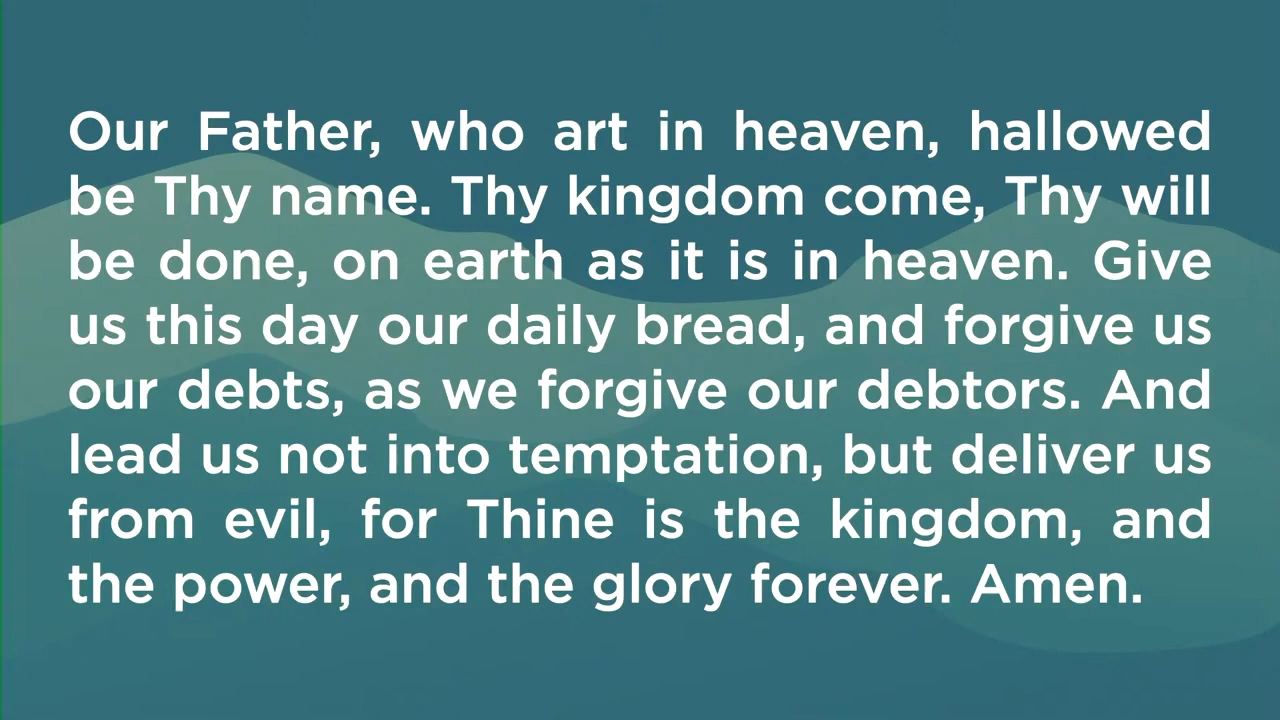 Our Father, who art in heaven, hallowed
be Thy name. Thy kingdom come, Thy will
be done, on earth as it is in heaven. Give
us this day our daily bread, and forgive us
our debts, as we forgive our debtors. And
lead us not into temptation, but deliver us
from evil, for Thine is the kingdom, and
the power, and the glory forever. Amen.